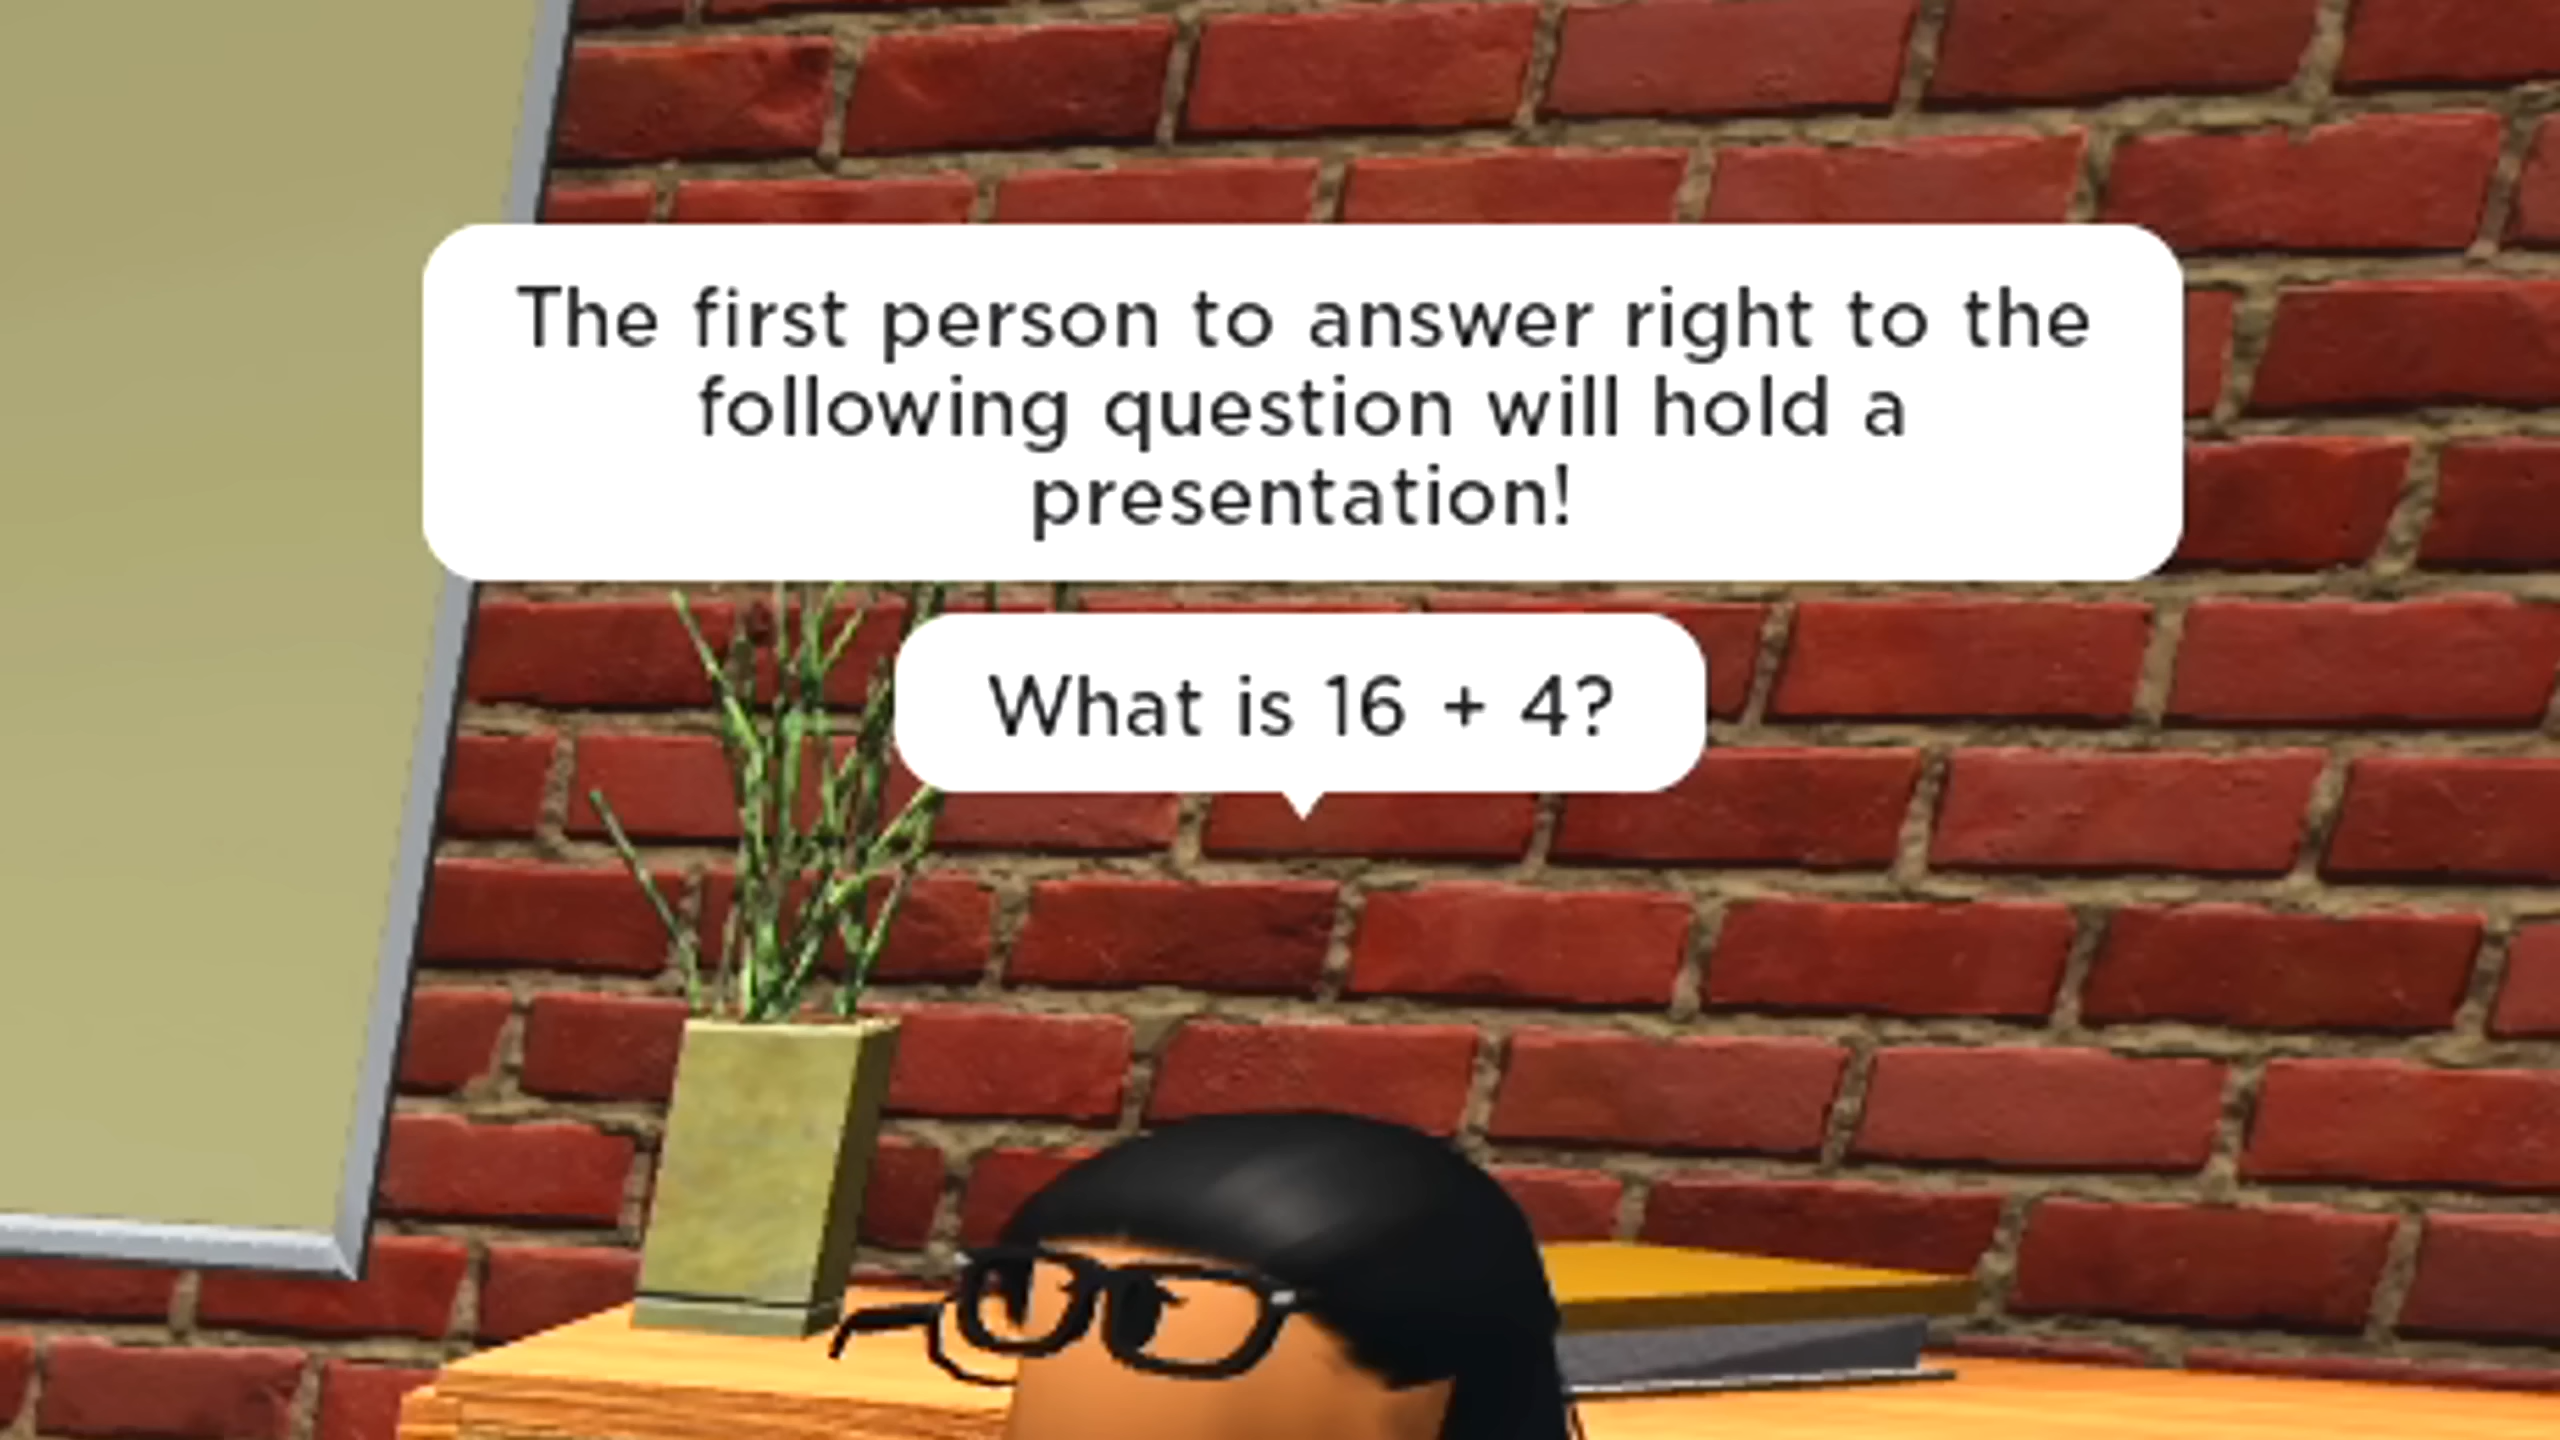 The first person to answer right to the
following question will hold a
presentation!
What is 16 + 4?